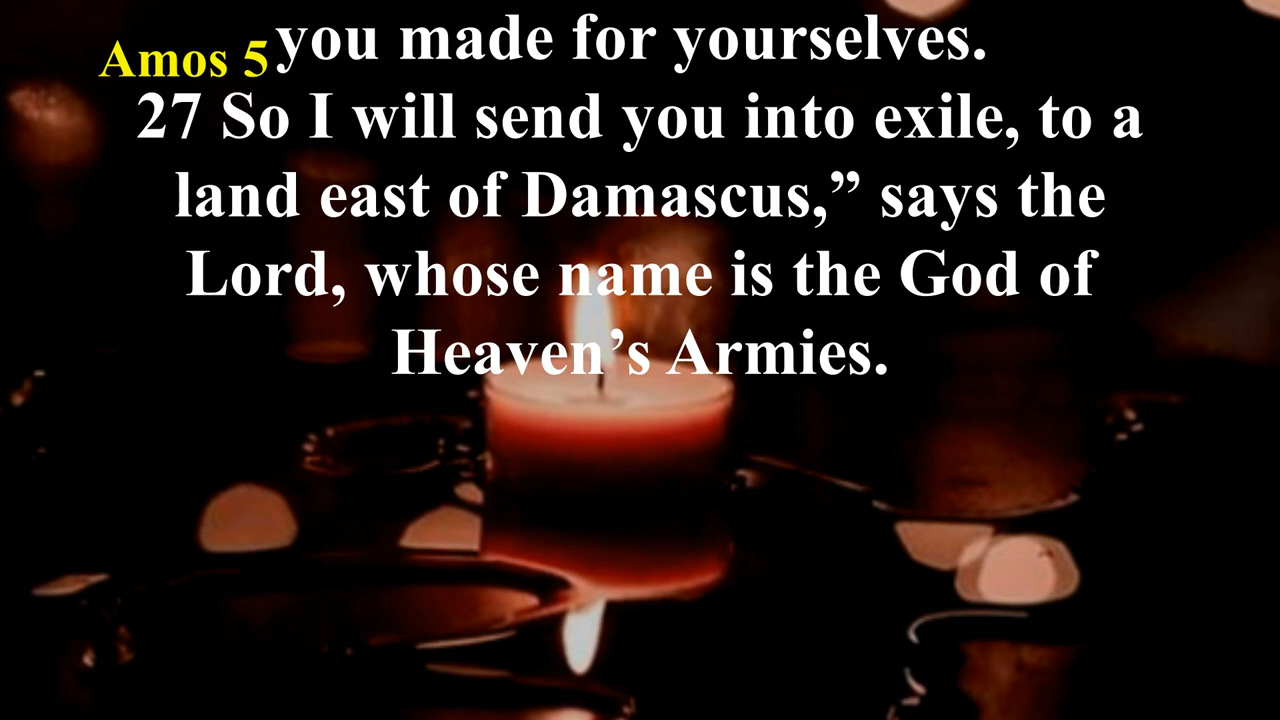 Amos 5
you made for yourselves.
27 So I will send you into exile, to a
land east of Damascus,” says the
Lord, whose name is the God of
Heaven’s Armies.